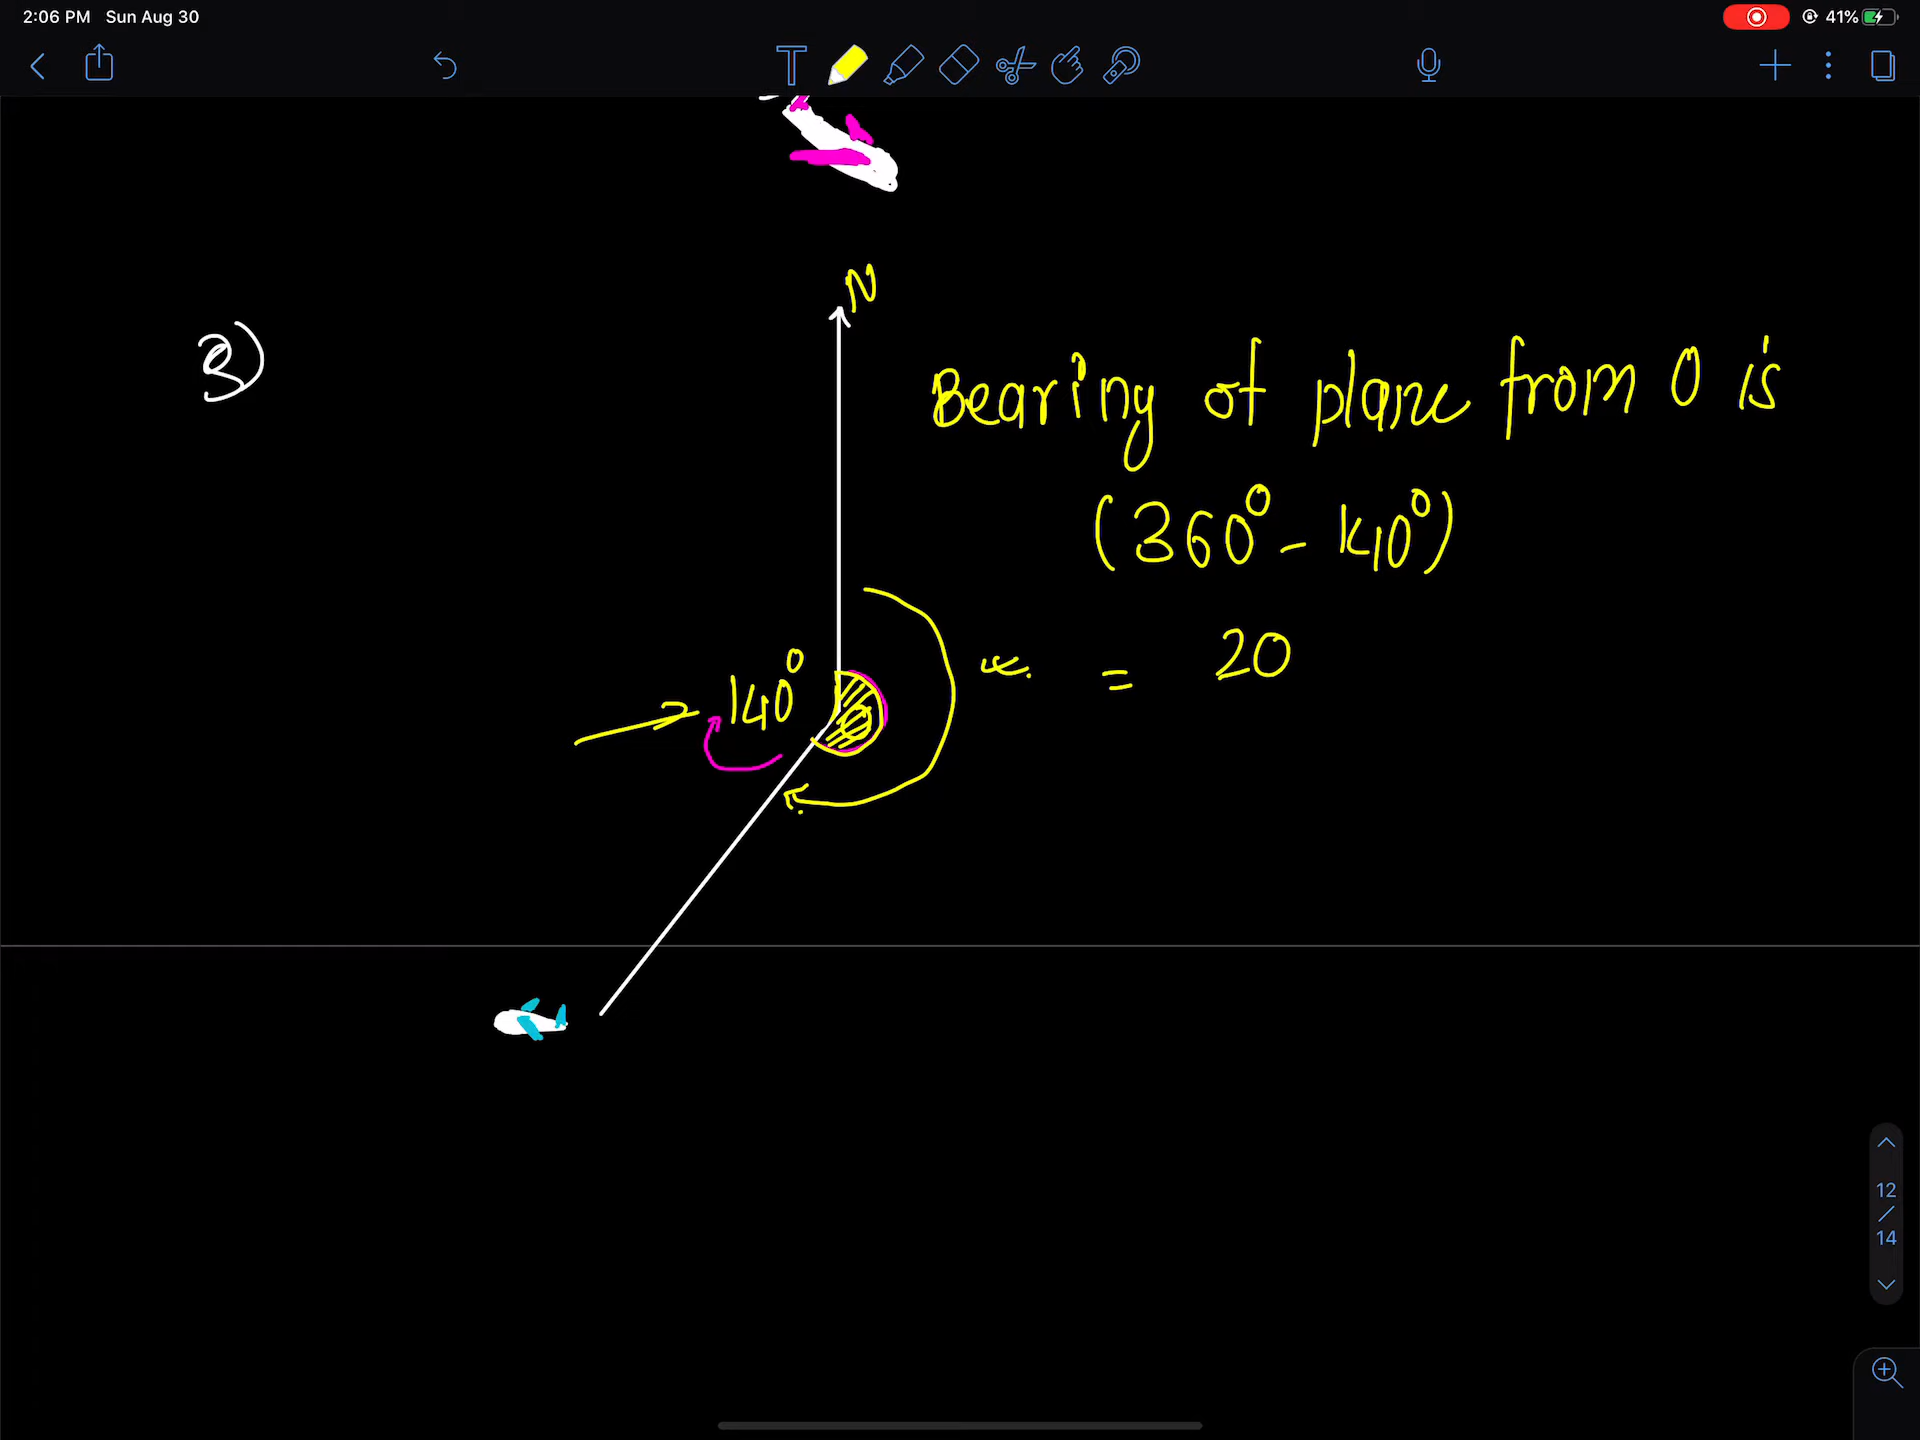 2:06 PM Sun Aug 30
41%
T
N
3)
Bearing of plane from O is
(360° - 140°)
= 20
140°
12
/
14